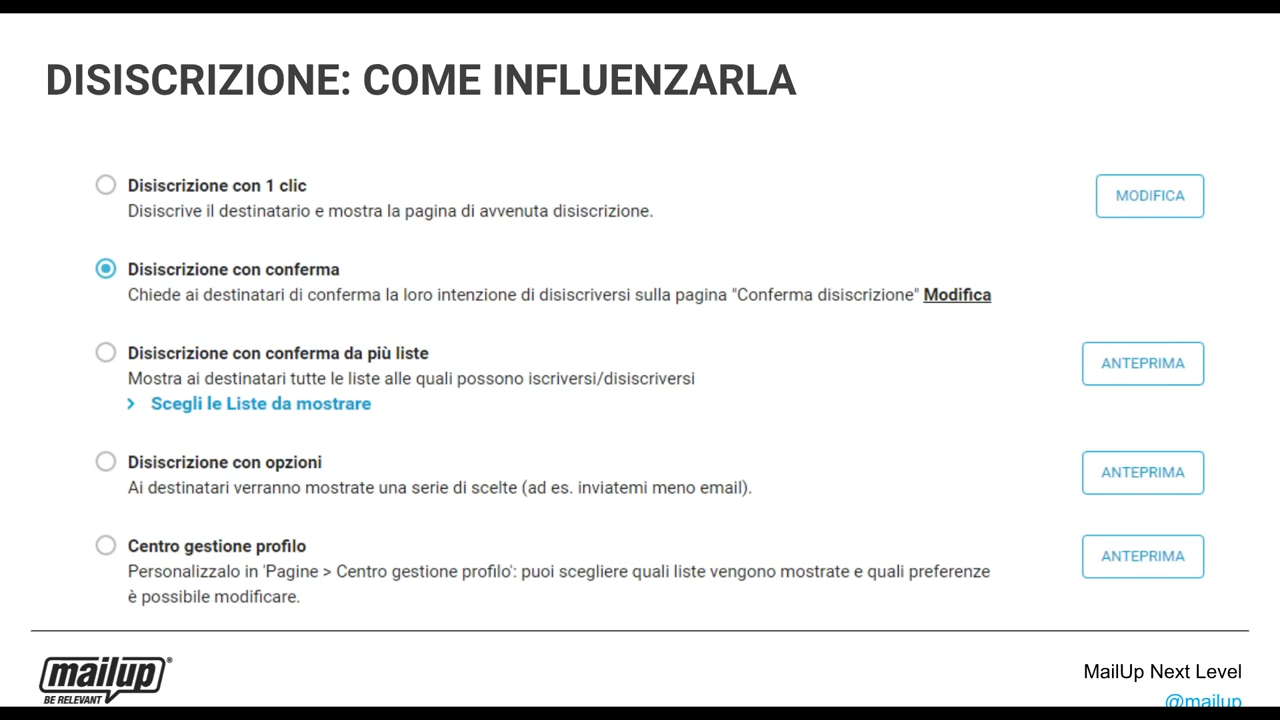 DISISCRIZIONE: COME INFLUENZARLA
Disiscrizione con 1 clic
Disiscrive il destinatario e mostra la pagina di avvenuta disiscrizione.
MODIFICA
Disiscrizione con conferma
Chiede ai destinatari di conferma la loro intenzione di disiscriversi sulla pagina "Conferma disiscrizione" Modifica
Disiscrizione con conferma da più liste
Mostra ai destinatari tutte le liste alle quali possono iscriversi/disiscriversi
> Scegli le Liste da mostrare
ANTEPRIMA
Disiscrizione con opzioni
Ai destinatari verranno mostrate una serie di scelte (ad es. inviatemi meno email).
ANTEPRIMA
Centro gestione profilo
Personalizzalo in 'Pagine > Centro gestione profilo': puoi scegliere quali liste vengono mostrate e quali preferenze
è possibile modificare.
ANTEPRIMA
mailup®
BE RELEVANT
MailUp Next Level
@mailup